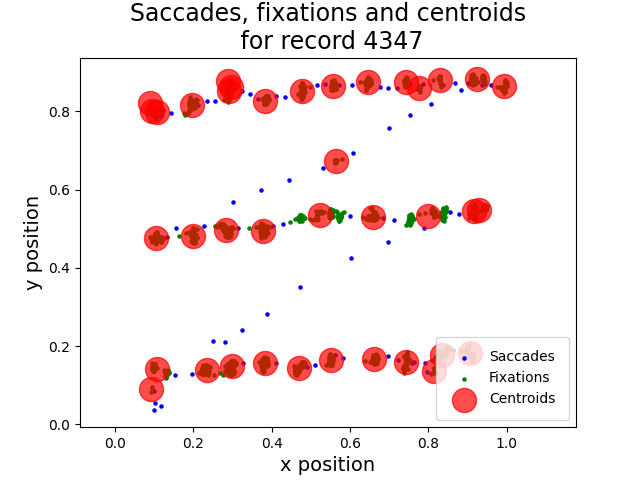 Saccades, fixations and centroids
for record 4347
y position
0.8
0.6
0.4
0.2
0.0
Saccades
Fixations
Centroids
0.0 0.2 0.4 0.6 0.8 1.0
x position